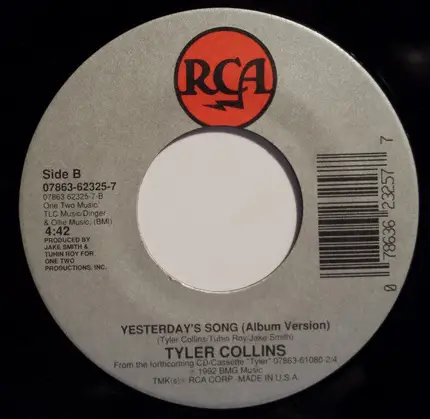 RCA
Side B
07863-62325-7
07863 62325-7-B
One Two Music,
TLC Music/Dinger
& Ollie Music, (BMI)
4:42
PRODUCED BY
JAKE SMITH &
TUHIN ROY FOR
ONE TWO
PRODUCTIONS, INC.
0 78636 23257 7
YESTERDAY'S SONG (Album Version)
(Tyler Collins/Tuhin Roy/Jake Smith)
TYLER COLLINS
From the forthcoming CD/Cassette "Tyler" 07863-61080 2/4
℗ 1992 BMG Music
TMK(s) ® RCA CORP · MADE IN U.S.A.